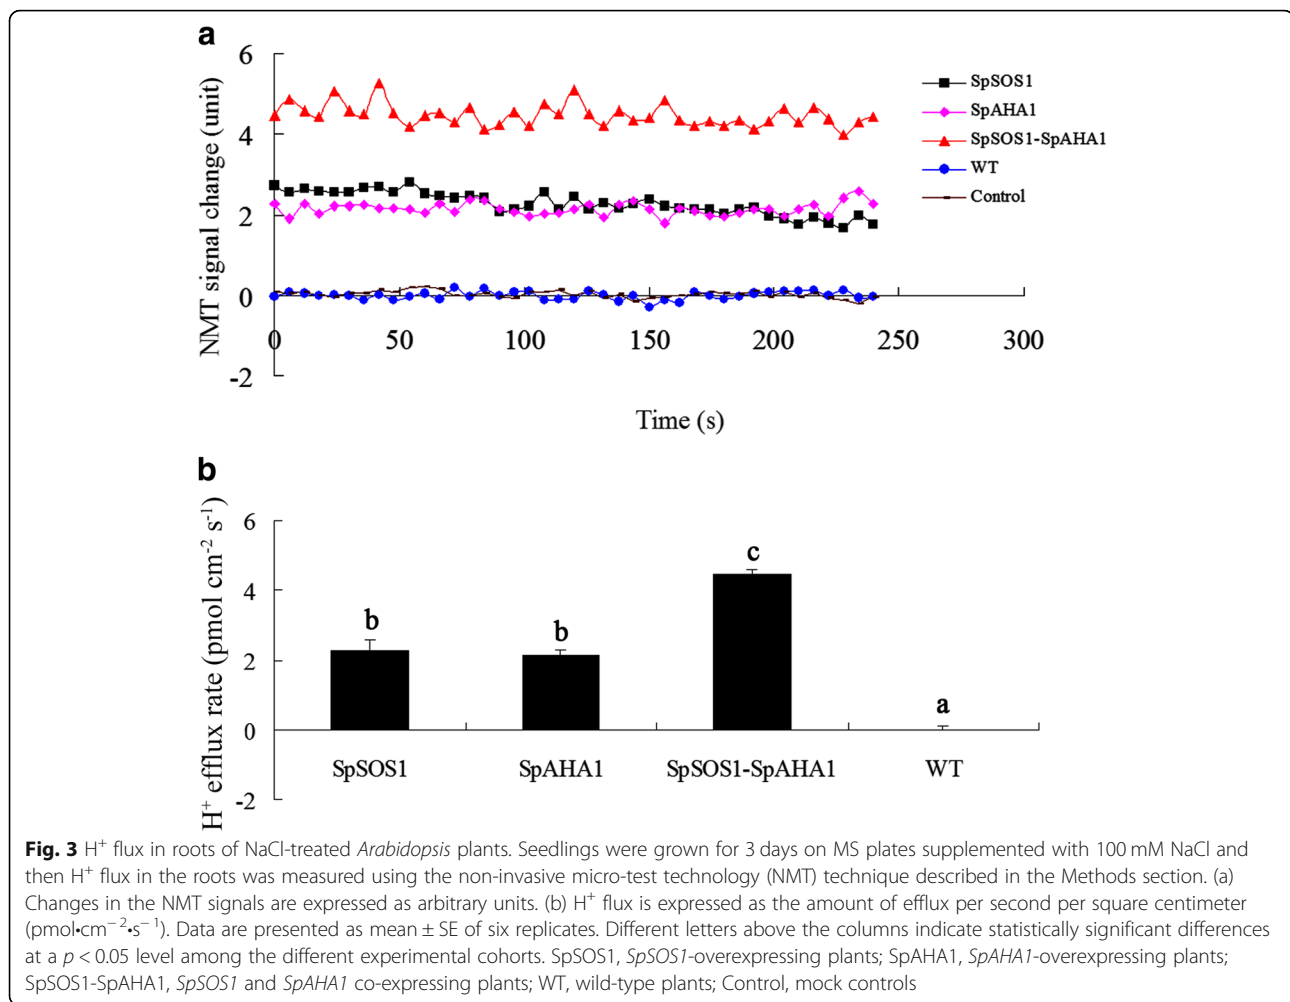 a
6
4
2
0
-2
NMT signal change (unit)
0 50 100 150 200 250 300
Time (s)
SpSOS1
SpAHA1
SpSOS1-SpAHA1
WT
Control
b
6
4
2
0
-2
H⁺ efflux rate (pmol cm⁻² s⁻¹)
b b c a
SpSOS1 SpAHA1 SpSOS1-SpAHA1 WT
Fig. 3 H⁺ flux in roots of NaCl-treated Arabidopsis plants. Seedlings were grown for 3 days on MS plates supplemented with 100 mM NaCl and
then H⁺ flux in the roots was measured using the non-invasive micro-test technology (NMT) technique described in the Methods section. (a)
Changes in the NMT signals are expressed as arbitrary units. (b) H⁺ flux is expressed as the amount of efflux per second per square centimeter
(pmol•cm⁻²•s⁻¹). Data are presented as mean ± SE of six replicates. Different letters above the columns indicate statistically significant differences
at a p < 0.05 level among the different experimental cohorts. SpSOS1, SpSOS1-overexpressing plants; SpAHA1, SpAHA1-overexpressing plants;
SpSOS1-SpAHA1, SpSOS1 and SpAHA1 co-expressing plants; WT, wild-type plants; Control, mock controls